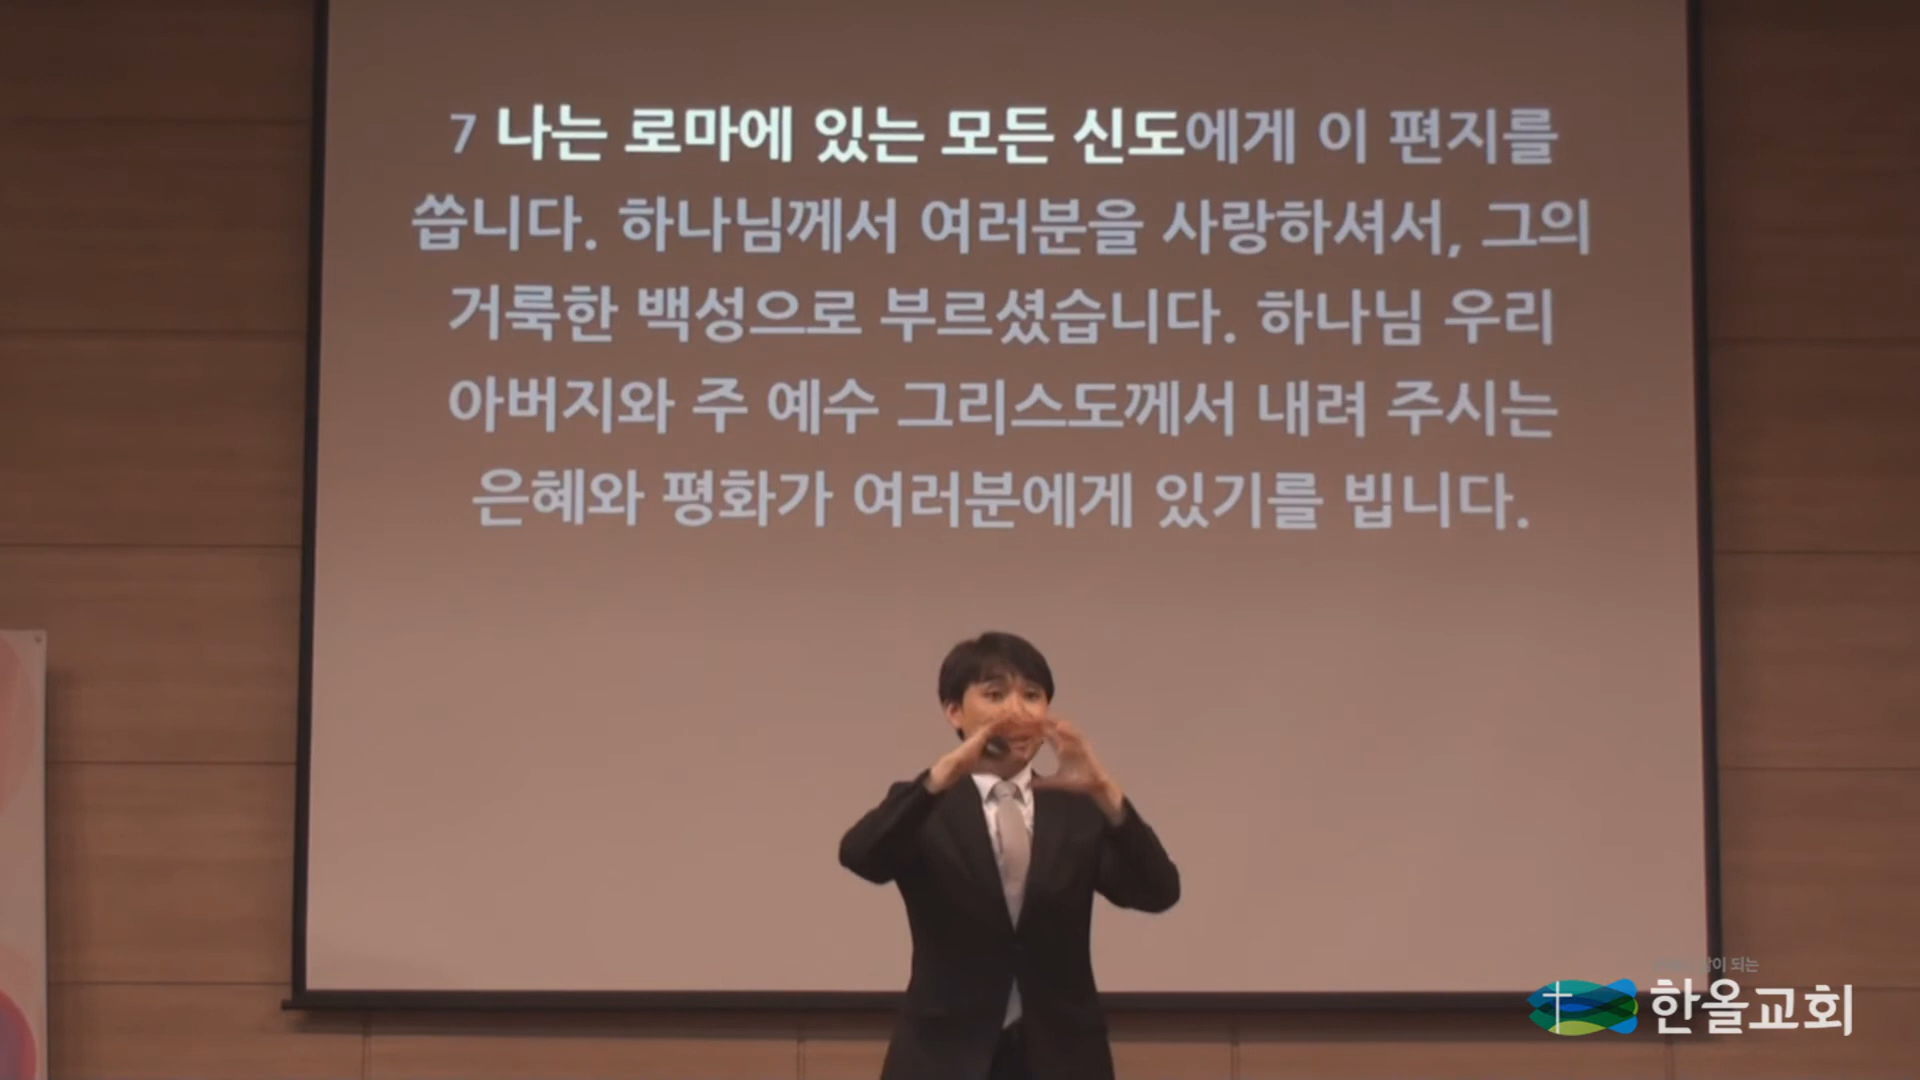 7 나는 로마에 있는 모든 신도에게 이 편지를
씁니다. 하나님께서 여러분을 사랑하셔서, 그의
거룩한 백성으로 부르셨습니다. 하나님 우리
아버지와 주 예수 그리스도께서 내려 주시는
은혜와 평화가 여러분에게 있기를 빕니다.
되는
한올교회